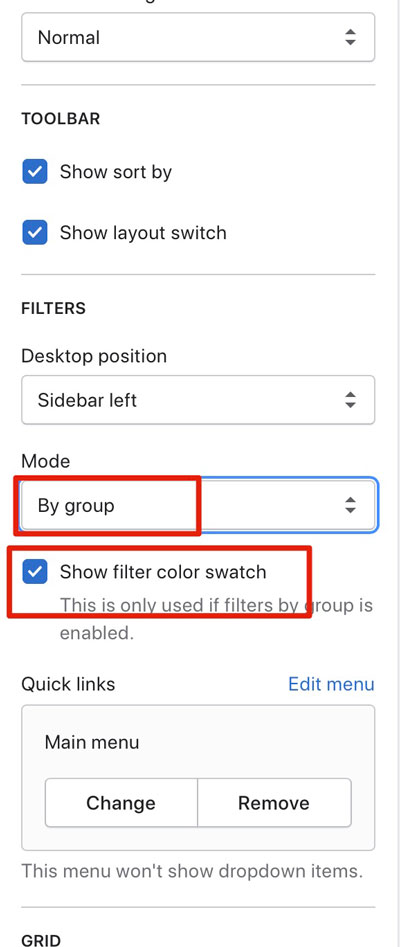 Normal
TOOLBAR
Show sort by
Show layout switch
FILTERS
Desktop position
Sidebar left
Mode
By group
Show filter color swatch
This is only used if filters by group is
enabled.
Quick links Edit menu
Main menu
Change Remove
This menu won't show dropdown items.
GRID